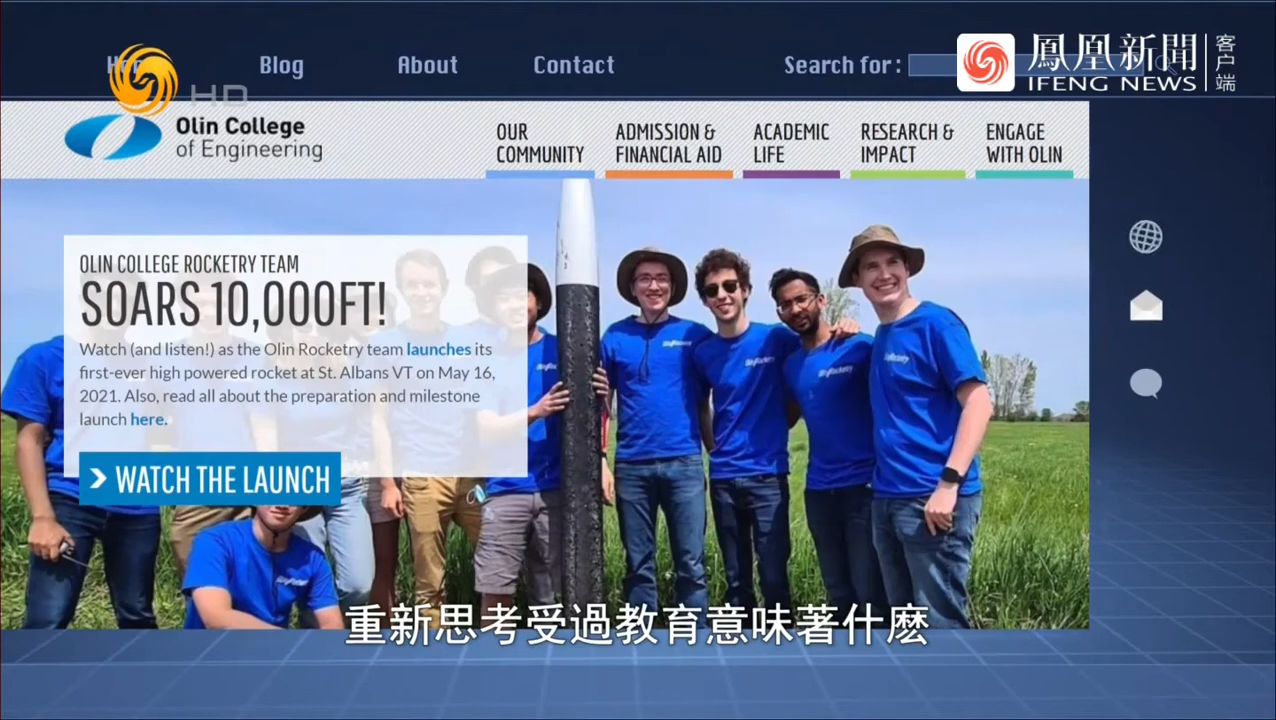 Blog
About
Contact
Search for:
鳳凰新聞
客户端
IFENG NEWS
HD
Olin College
of Engineering
OUR
COMMUNITY
ADMISSION &
FINANCIAL AID
ACADEMIC
LIFE
RESEARCH &
IMPACT
ENGAGE
WITH OLIN
OLIN COLLEGE ROCKETRY TEAM
SOARS 10,000FT!
Watch (and listen!) as the Olin Rocketry team launches its
first-ever high powered rocket at St. Albans VT on May 16,
2021. Also, read all about the preparation and milestone
launch here.
WATCH THE LAUNCH
重新思考受過教育意味著什麽